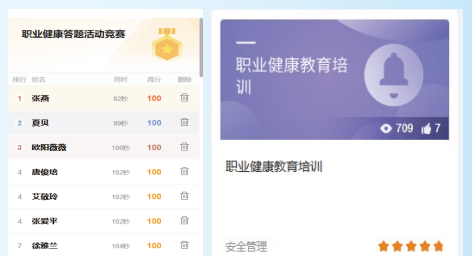 职业健康答题活动竞赛
排行 姓名 用时 得分 删除
1 张燕 62秒 100
2 夏贝 89秒 100
3 欧阳薇薇 100秒 100
4 唐俊培 102秒 100
4 艾敬玲 102秒 100
4 张爱平 102秒 100
7 徐雅兰 104秒 100
职业健康教育培
训
709 7
职业健康教育培训
安全管理